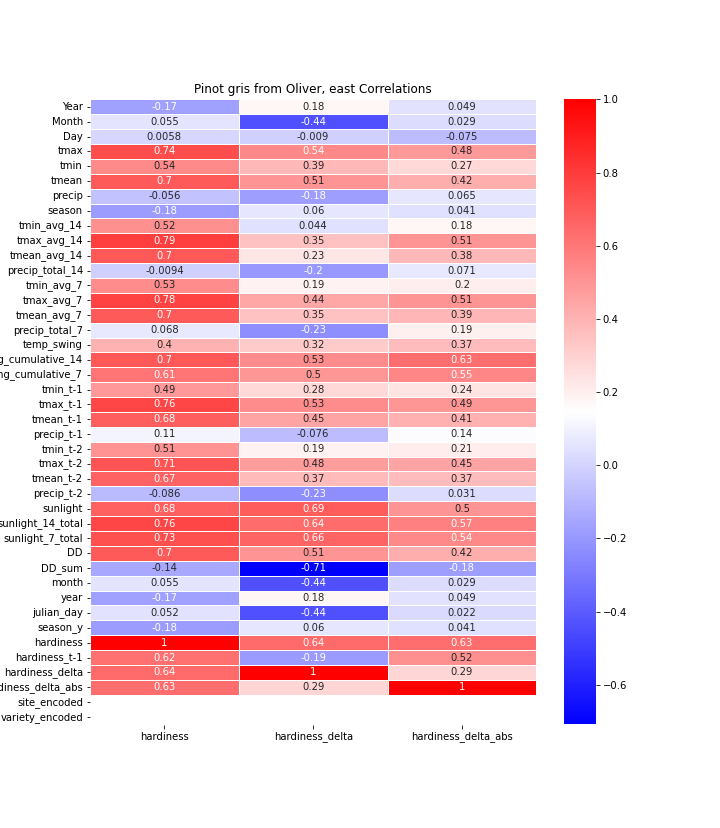 Pinot gris from Oliver, east Correlations
Year -0.17 0.18 0.049
Month 0.055 -0.44 0.029
Day 0.0058 -0.009 -0.075
tmax 0.74 0.54 0.48
tmin 0.54 0.39 0.27
tmean 0.7 0.51 0.42
precip -0.056 -0.18 0.065
season -0.18 0.06 0.041
tmin_avg_14 0.52 0.044 0.18
tmax_avg_14 0.79 0.35 0.51
tmean_avg_14 0.7 0.23 0.38
precip_total_14 -0.0094 -0.2 0.071
tmin_avg_7 0.53 0.19 0.2
tmax_avg_7 0.78 0.44 0.51
tmean_avg_7 0.7 0.35 0.39
precip_total_7 0.068 -0.23 0.19
temp_swing 0.4 0.32 0.37
g_cumulative_14 0.7 0.53 0.63
ng_cumulative_7 0.61 0.5 0.55
tmin_t-1 0.49 0.28 0.24
tmax_t-1 0.76 0.53 0.49
tmean_t-1 0.68 0.45 0.41
precip_t-1 0.11 -0.076 0.14
tmin_t-2 0.51 0.19 0.21
tmax_t-2 0.71 0.48 0.45
tmean_t-2 0.67 0.37 0.37
precip_t-2 -0.086 -0.23 0.031
sunlight 0.68 0.69 0.5
sunlight_14_total 0.76 0.64 0.57
sunlight_7_total 0.73 0.66 0.54
DD 0.7 0.51 0.42
DD_sum -0.14 -0.71 -0.18
month 0.055 -0.44 0.029
year -0.17 0.18 0.049
julian_day 0.052 -0.44 0.022
season_y -0.18 0.06 0.041
hardiness 1 0.64 0.63
hardiness_t-1 0.62 -0.19 0.52
hardiness_delta 0.64 1 0.29
diness_delta_abs 0.63 0.29 1
site_encoded
variety_encoded
hardiness hardiness_delta hardiness_delta_abs
1.0
0.8
0.6
0.4
0.2
0.0
−0.2
−0.4
−0.6